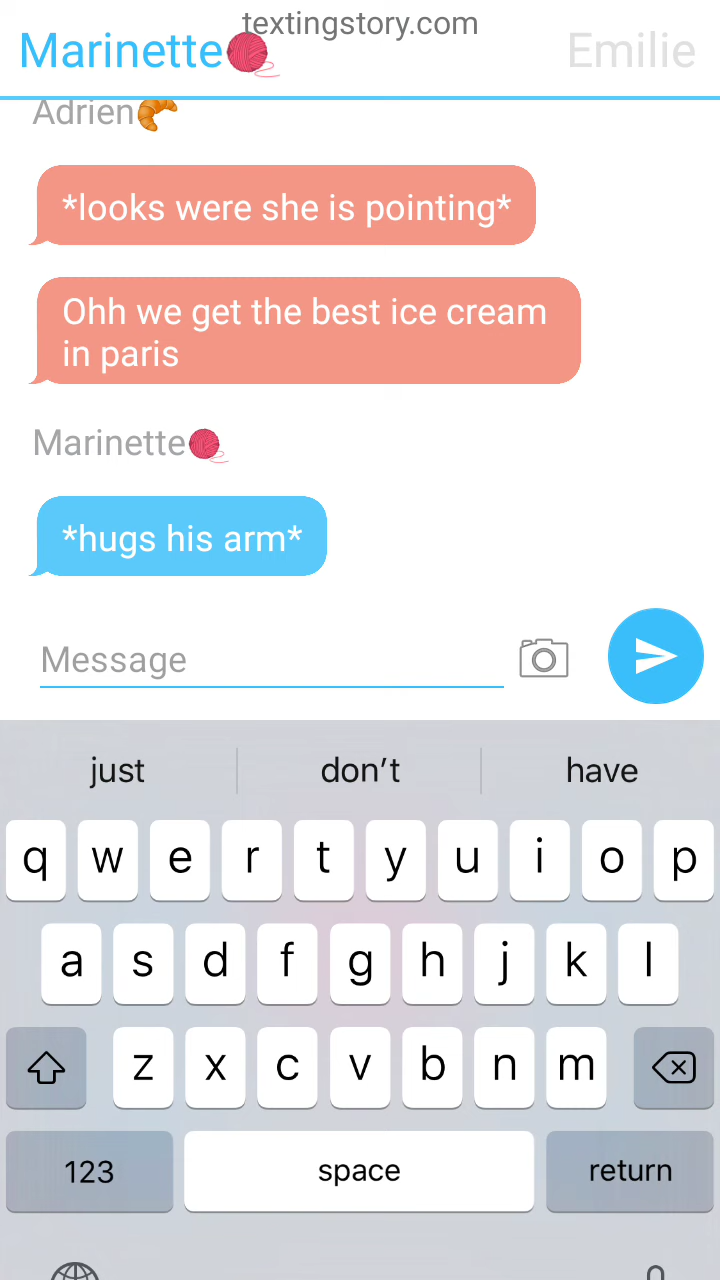 textingstory.com
Marinette🧶 Emilie
Adrien🥐
*looks were she is pointing*
Ohh we get the best ice cream
in paris
Marinette🧶
*hugs his arm*
Message
just don't have
q w e r t y u i o p
a s d f g h j k l
z x c v b n m
123 space return